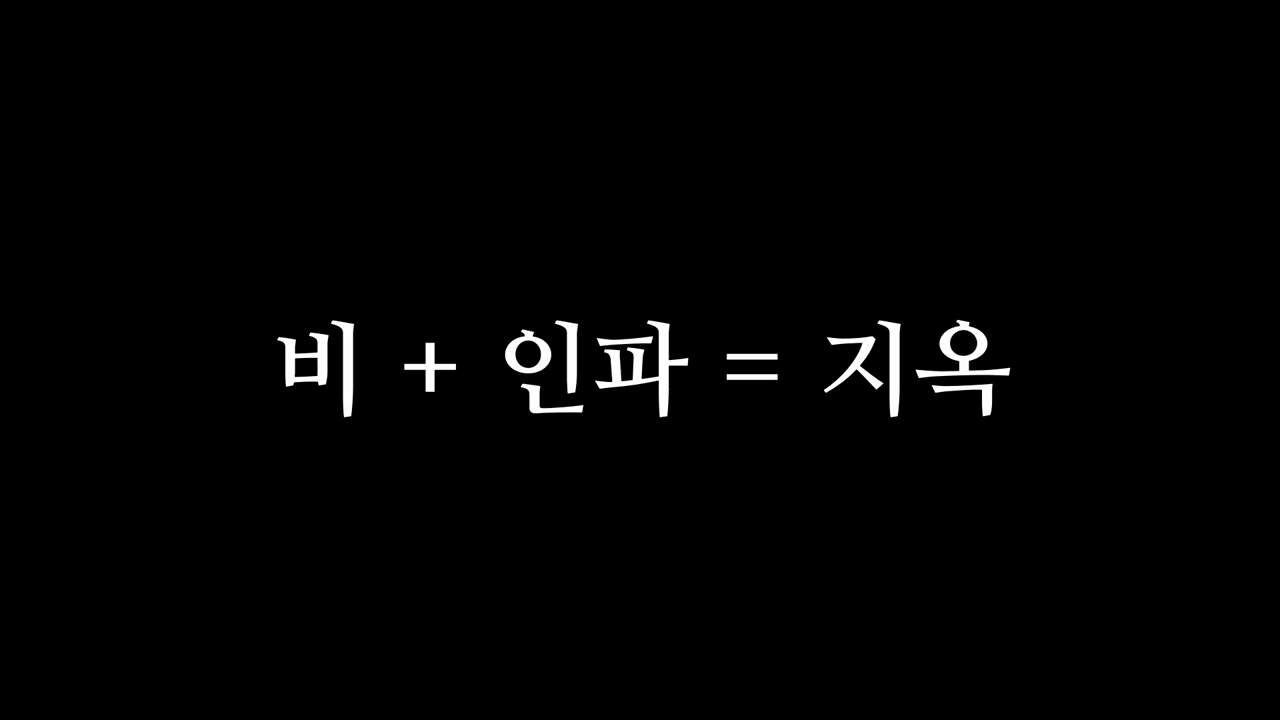 비 + 인파 = 지옥